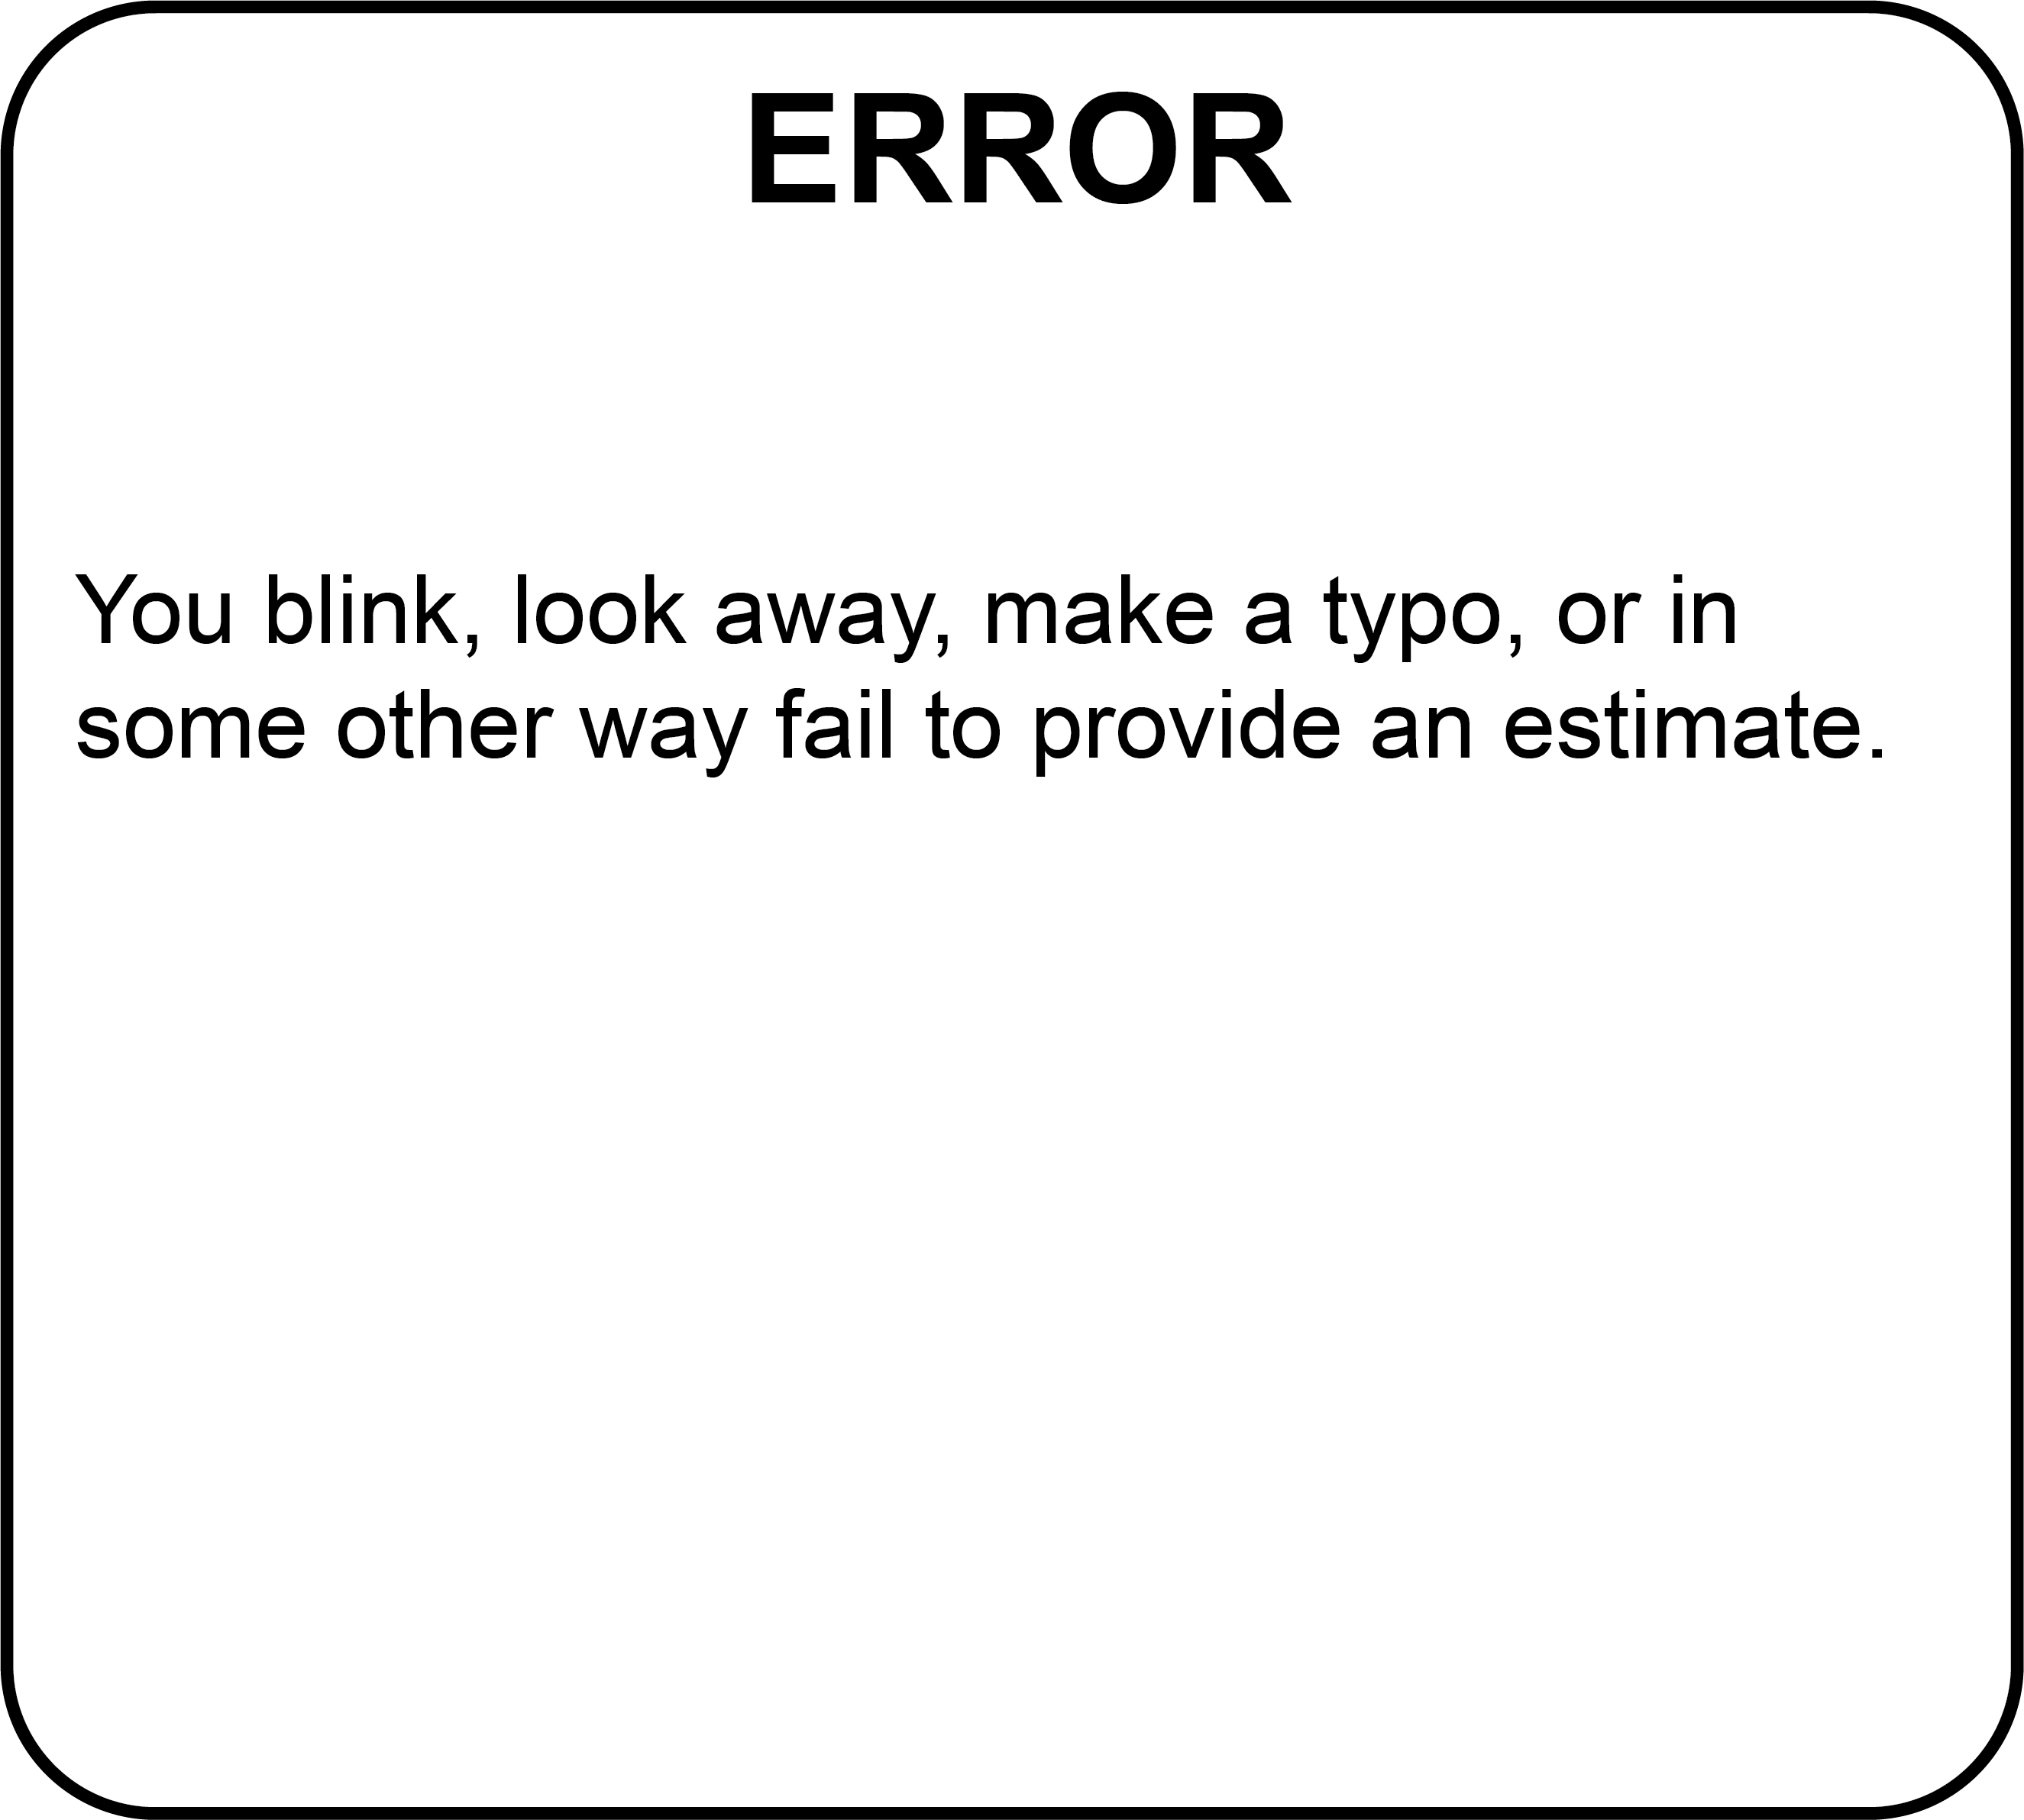 ERROR
You blink, look away, make a typo, or in
some other way fail to provide an estimate.